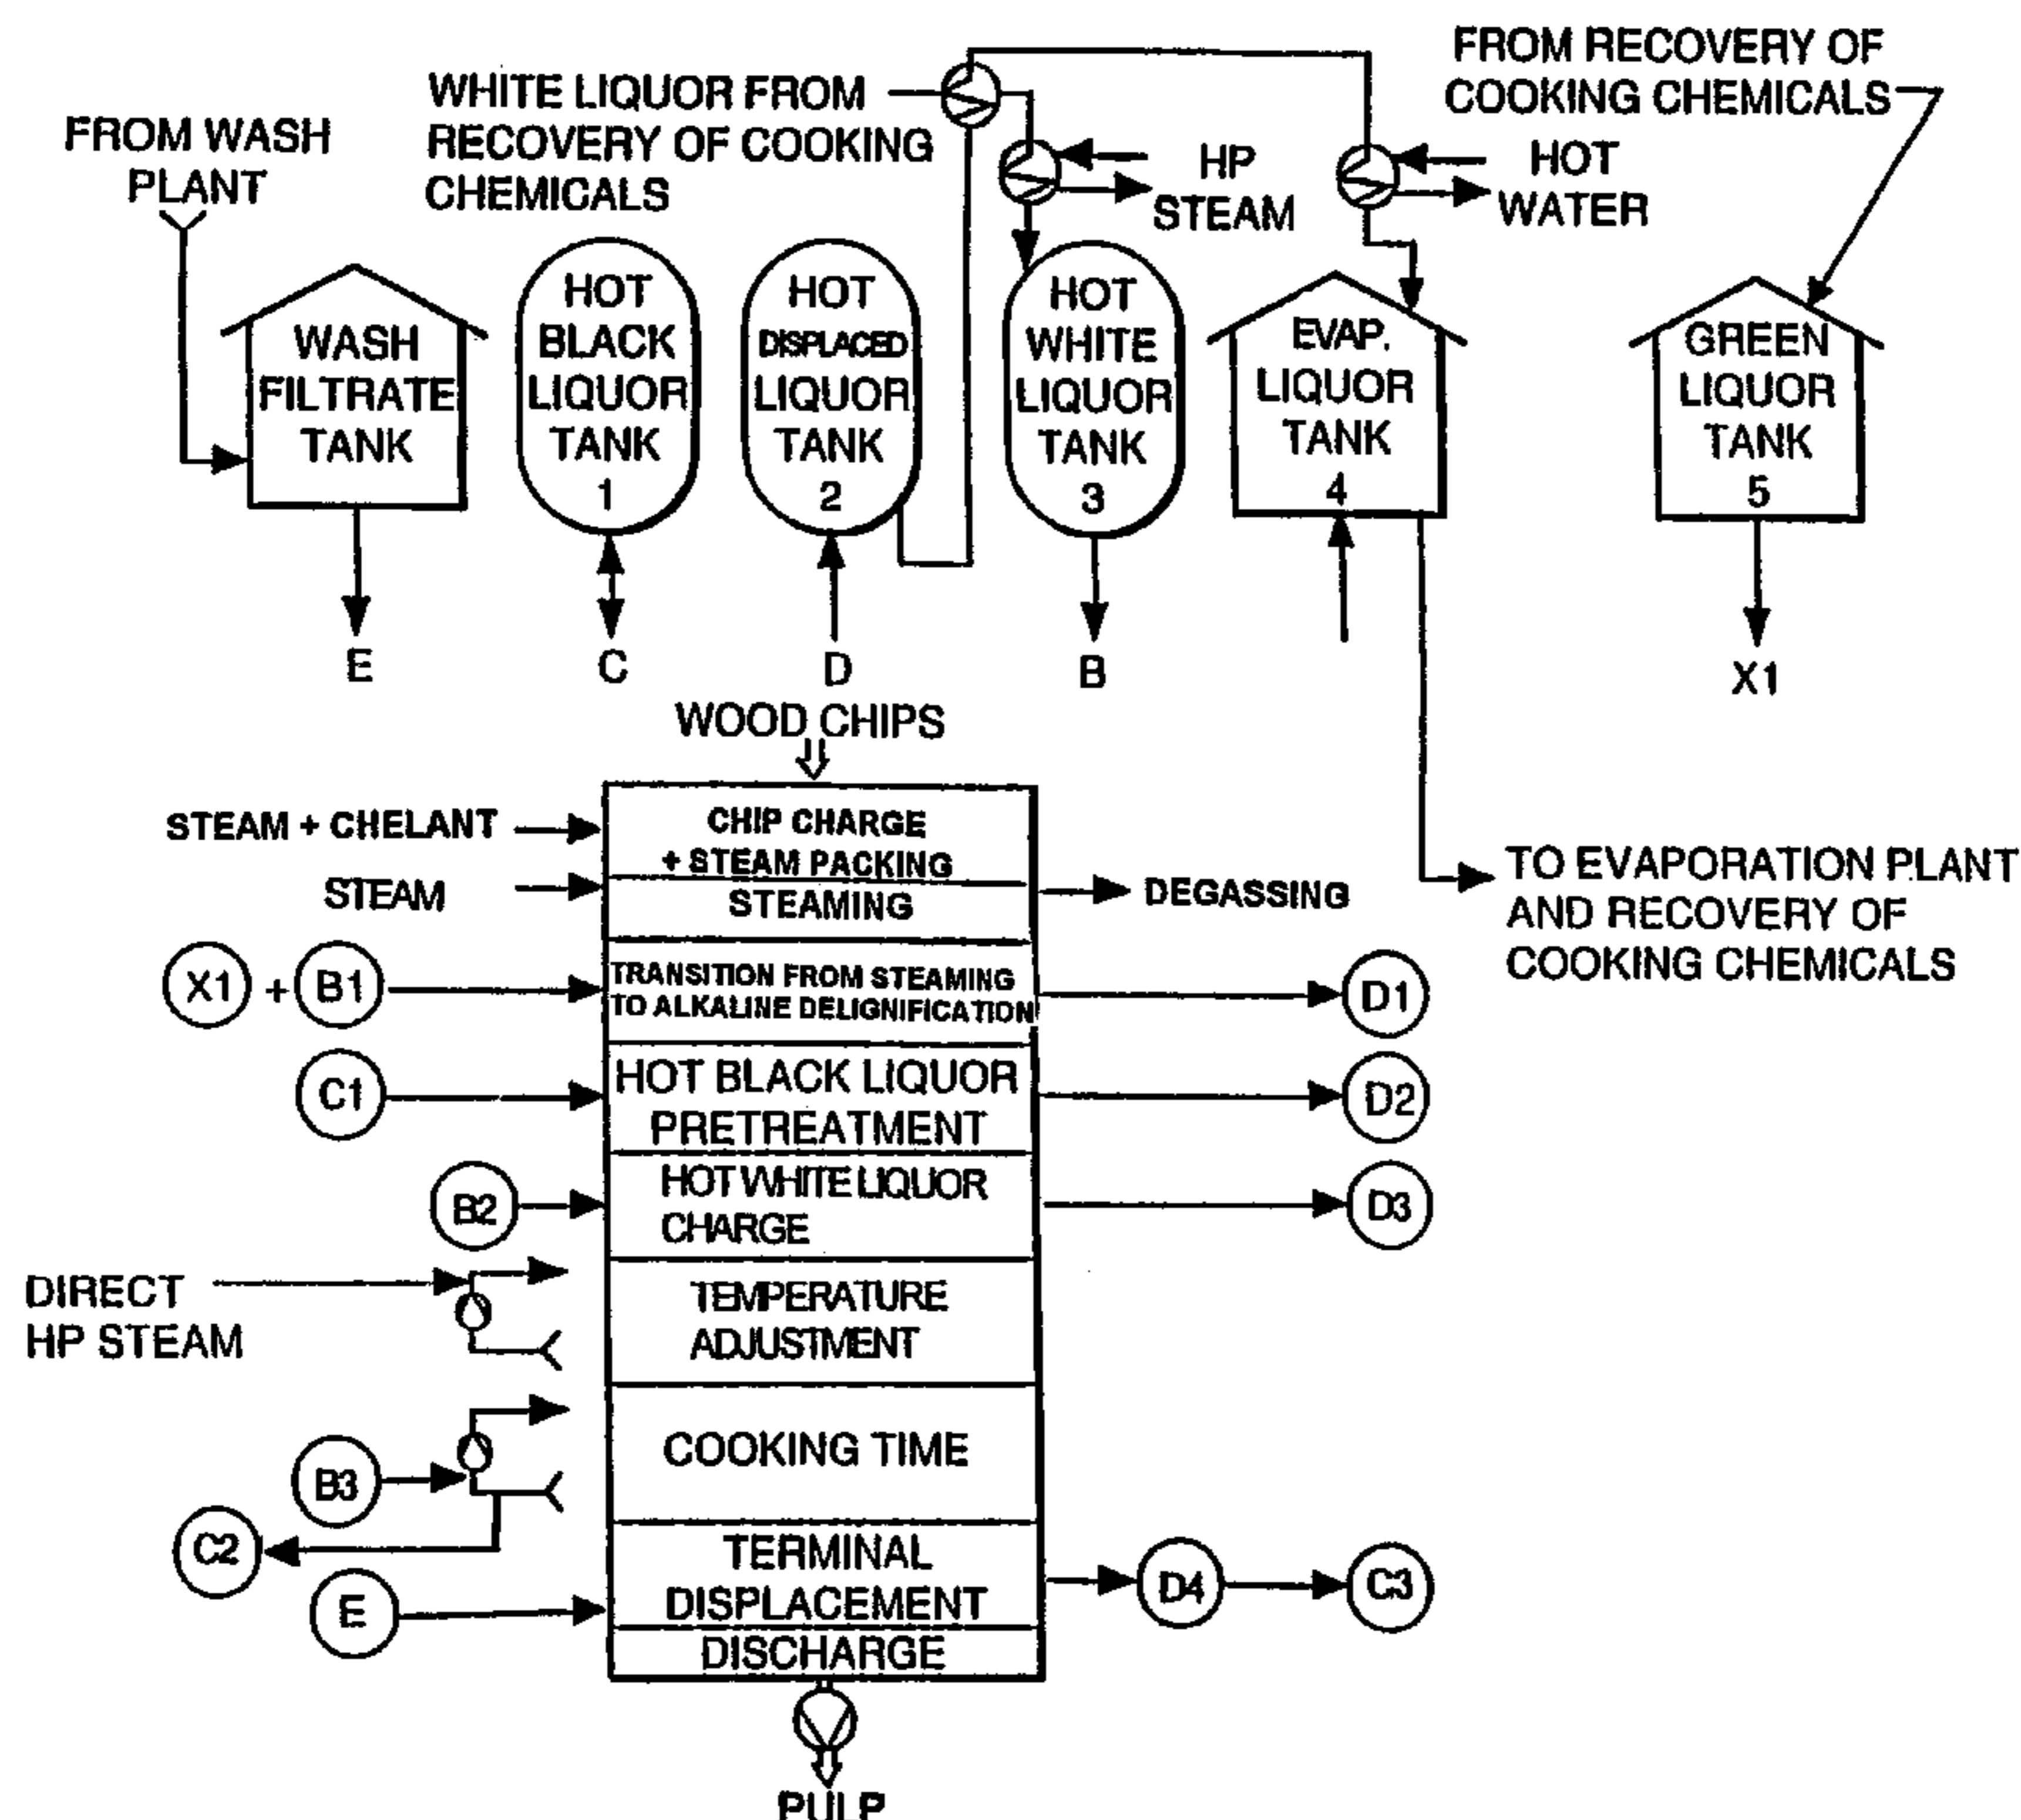 FROM RECOVERY OF
COOKING CHEMICALS
WHITE LIQUOR FROM
RECOVERY OF COOKING
CHEMICALS
FROM WASH
PLANT
HP
STEAM
HOT
WATER
WASH
FILTRATE
TANK
HOT
BLACK
LIQUOR
TANK
1
HOT
DISPLACED
LIQUOR
TANK
2
HOT
WHITE
LIQUOR
TANK
3
EVAP.
LIQUOR
TANK
4
GREEN
LIQUOR
TANK
5
E
C
D
B
X1
WOOD CHIPS
STEAM + CHELANT
CHIP CHARGE
+ STEAM PACKING
STEAM
STEAMING
DEGASSING
TO EVAPORATION PLANT
AND RECOVERY OF
COOKING CHEMICALS
X1 + B1
TRANSITION FROM STEAMING
TO ALKALINE DELIGNIFICATION
D1
C1
HOT BLACK LIQUOR
PRETREATMENT
D2
B2
HOT WHITE LIQUOR
CHARGE
D3
DIRECT
HP STEAM
TEMPERATURE
ADJUSTMENT
B3
COOKING TIME
C2
E
TERMINAL
DISPLACEMENT
D4
C3
DISCHARGE
PULP